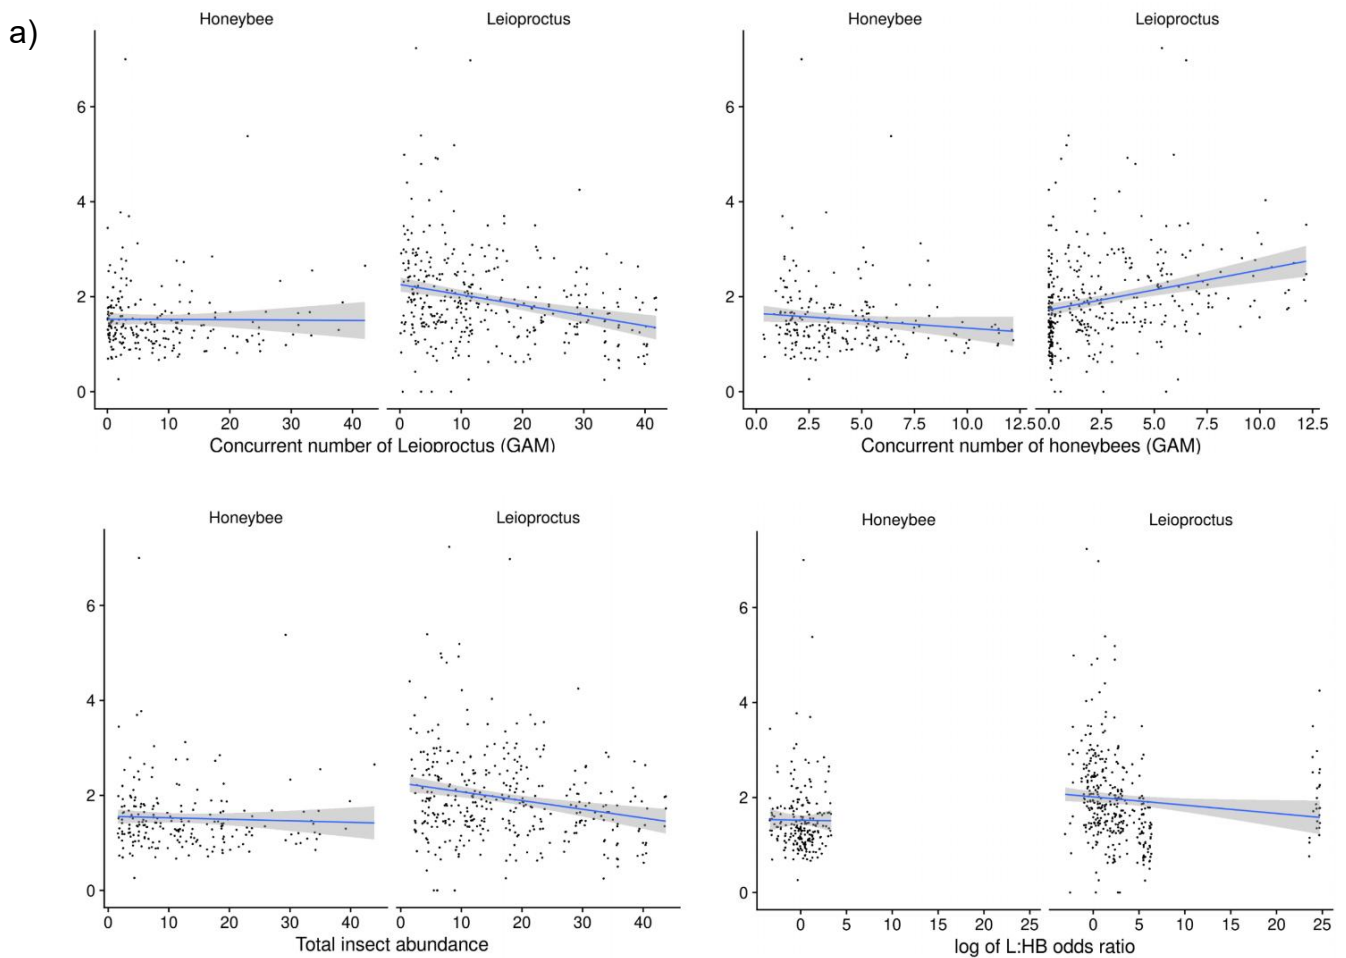 a)
Honeybee Leioproctus
6
4
2
0
0 10 20 30 40 0 10 20 30 40
Concurrent number of Leioproctus (GAM)
Honeybee Leioproctus
6
4
2
0
0.0 2.5 5.0 7.5 10.0 12.5 0.0 2.5 5.0 7.5 10.0 12.5
Concurrent number of honeybees (GAM)
Honeybee Leioproctus
6
4
2
0
0 10 20 30 40 0 10 20 30 40
Total insect abundance
Honeybee Leioproctus
6
4
2
0
0 5 10 15 20 25 0 5 10 15 20 25
log of L:HB odds ratio